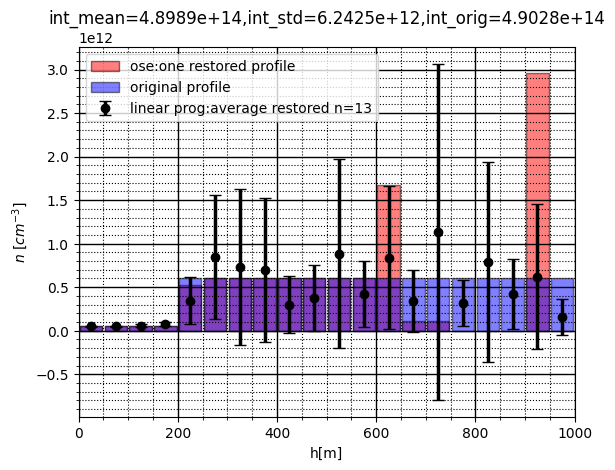 int_mean=4.8989e+14,int_std=6.2425e+12,int_orig=4.9028e+14
1e12
ose:one restored profile
original profile
linear prog:average restored n=13
3.0
2.5
2.0
1.5
1.0
0.5
0.0
−0.5
n [cm⁻³]
0 200 400 600 800 1000
h[m]